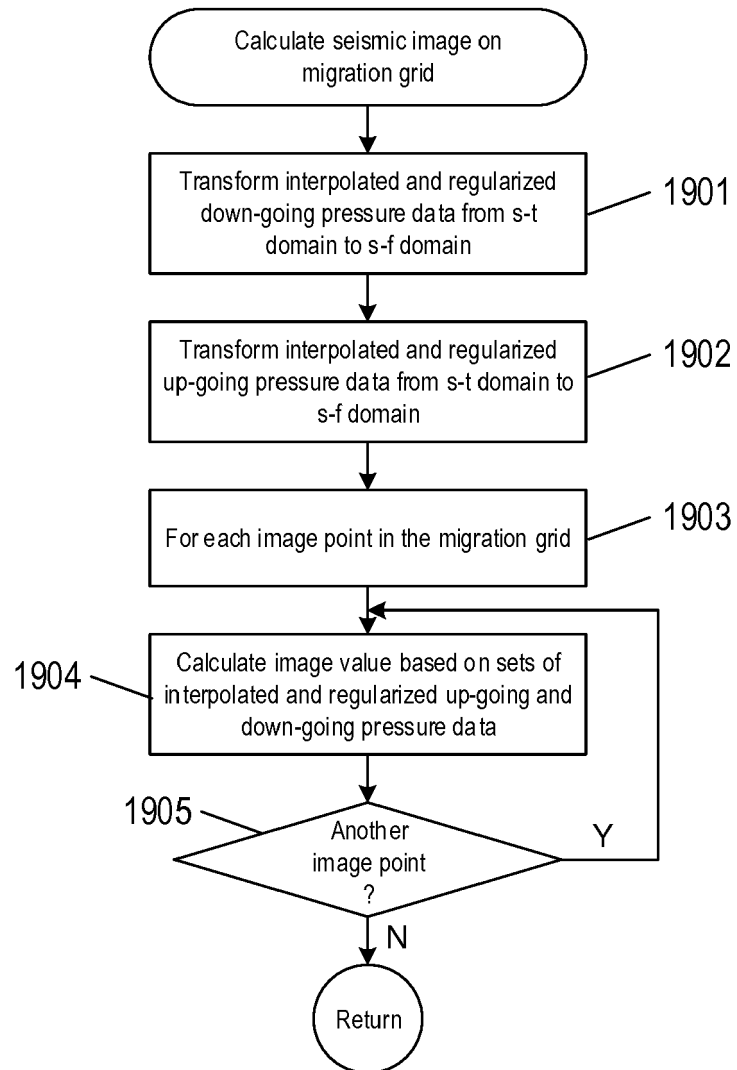 Calculate seismic image on
migration grid
Transform interpolated and regularized
down-going pressure data from s-t
domain to s-f domain
1901
Transform interpolated and regularized
up-going pressure data from s-t domain to
s-f domain
1902
For each image point in the migration grid
1903
1904
Calculate image value based on sets of
interpolated and regularized up-going and
down-going pressure data
1905
Another
image point
?
Y
N
Return